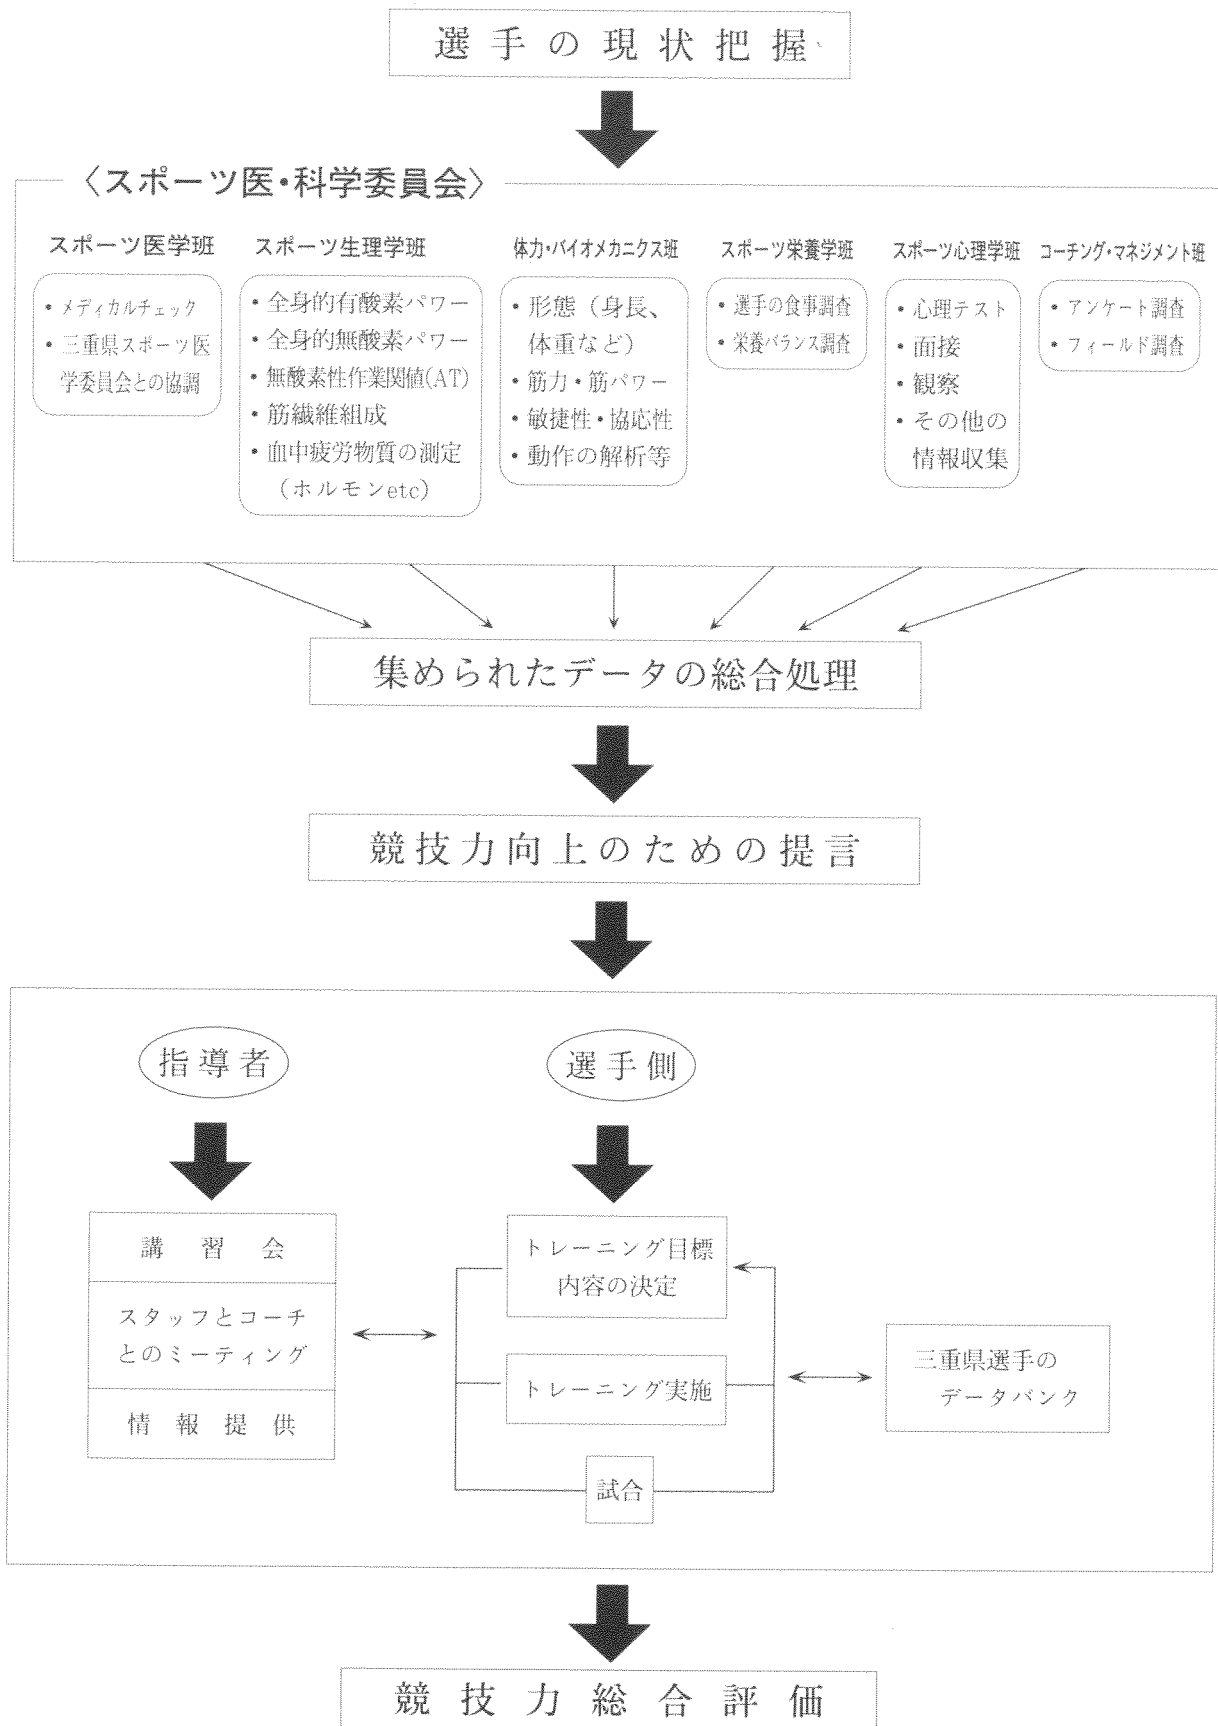 選手の現状把握
〈スポーツ医・科学委員会〉
スポーツ医学班
・メディカルチェック
・三重県スポーツ医
学委員会との協調
スポーツ生理学班
・全身的有酸素パワー
・全身的無酸素パワー
・無酸素性作業閾値(AT)
・筋繊維組成
・血中疲労物質の測定
(ホルモンetc)
体力・バイオメカニクス班
・形態(身長、
体重など)
・筋力・筋パワー
・敏捷性・協応性
・動作の解析等
スポーツ栄養学班
・選手の食事調査
・栄養バランス調査
スポーツ心理学班
・心理テスト
・面接
・観察
・その他の
情報収集
コーチング・マネジメント班
・アンケート調査
・フィールド調査
集められたデータの総合処理
競技力向上のための提言
指導者
講習会
スタッフとコーチ
とのミーティング
情報提供
選手側
トレーニング目標
内容の決定
トレーニング実施
試合
三重県選手の
データバンク
競技力総合評価